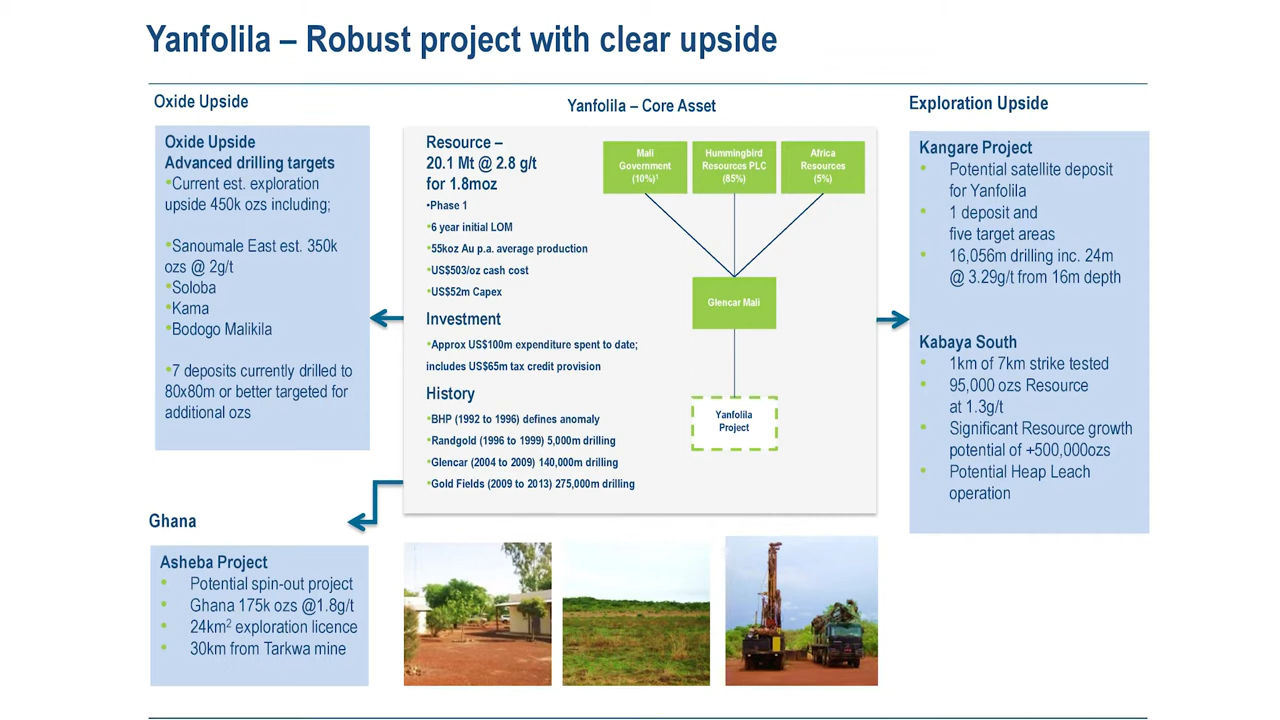 Yanfolila – Robust project with clear upside
Oxide Upside
Oxide Upside
Advanced drilling targets
•Current est. exploration
upside 450k ozs including;
•Sanoumale East est. 350k
ozs @ 2g/t
•Soloba
•Kama
•Bodogo Malikila
•7 deposits currently drilled to
80x80m or better targeted for
additional ozs
Ghana
Asheba Project
• Potential spin-out project
• Ghana 175k ozs @1.8g/t
• 24km² exploration licence
• 30km from Tarkwa mine
Yanfolila – Core Asset
Resource –
20.1 Mt @ 2.8 g/t
for 1.8moz
•Phase 1
•6 year initial LOM
•55koz Au p.a. average production
•US$503/oz cash cost
•US$52m Capex
Investment
•Approx US$100m expenditure spent to date;
includes US$65m tax credit provision
History
•BHP (1992 to 1996) defines anomaly
•Randgold (1996 to 1999) 5,000m drilling
•Glencar (2004 to 2009) 140,000m drilling
•Gold Fields (2009 to 2013) 275,000m drilling
Mali
Government
(10%)¹
Hummingbird
Resources PLC
(85%)
Africa
Resources
(5%)
Glencar Mali
Yanfolila
Project
Exploration Upside
Kangare Project
• Potential satellite deposit
for Yanfolila
• 1 deposit and
five target areas
• 16,056m drilling inc. 24m
@ 3.29g/t from 16m depth
Kabaya South
• 1km of 7km strike tested
• 95,000 ozs Resource
at 1.3g/t
• Significant Resource growth
potential of +500,000ozs
• Potential Heap Leach
operation